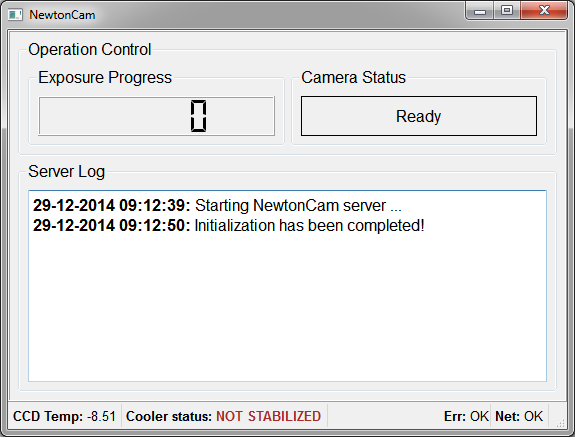 NewtonCam
Operation Control
Exposure Progress
0
Camera Status
Ready
Server Log
29-12-2014 09:12:39: Starting NewtonCam server ...
29-12-2014 09:12:50: Initialization has been completed!
CCD Temp: -8.51 Cooler status: NOT STABILIZED Err: OK Net: OK